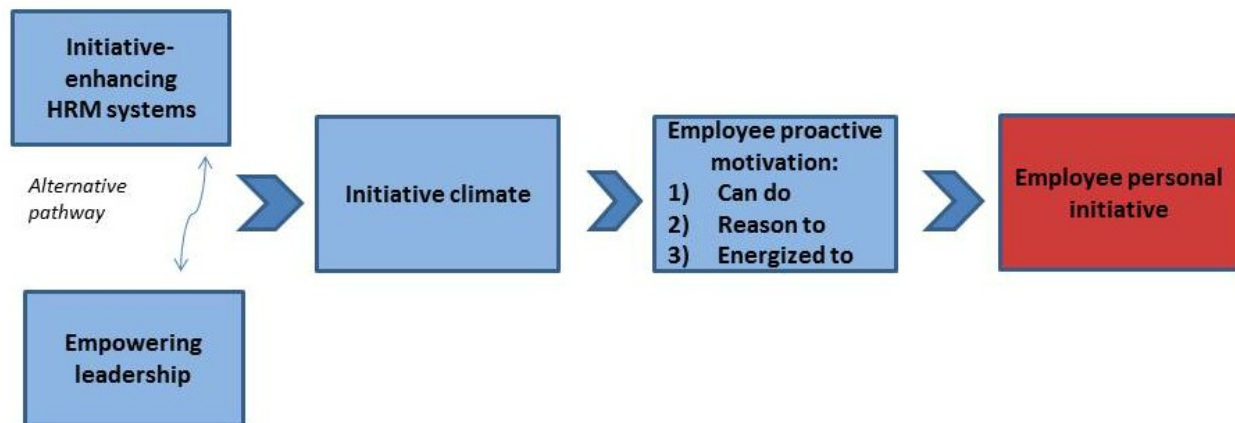 Initiative-
enhancing
HRM systems
Alternative
pathway
Empowering
leadership
Initiative climate
Employee proactive
motivation:
1) Can do
2) Reason to
3) Energized to
Employee personal
initiative